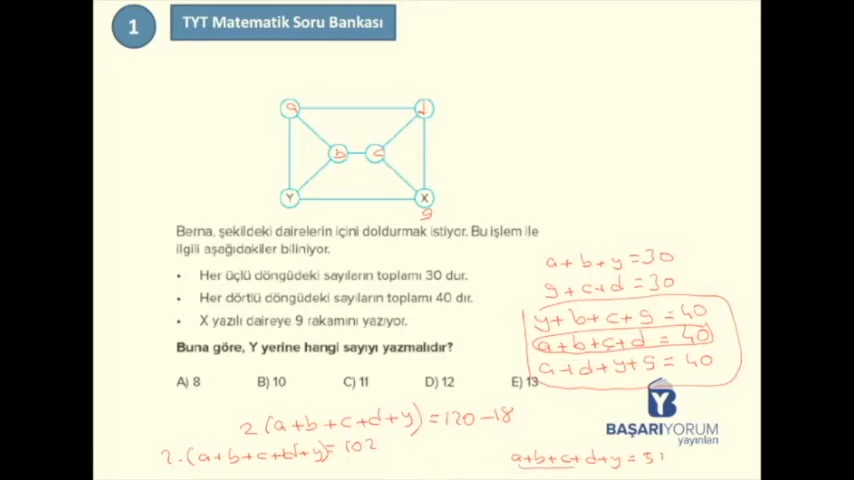 1
TYT Matematik Soru Bankası
a
d
b
c
Y
X
9
Berna, şekildeki dairelerin içini doldurmak istiyor. Bu işlem ile
ilgili aşağıdakiler biliniyor.
• Her üçlü döngüdeki sayıların toplamı 30 dur.
• Her dörtlü döngüdeki sayıların toplamı 40 dır.
• X yazılı daireye 9 rakamını yazıyor.
Buna göre, Y yerine hangi sayıyı yazmalıdır?
A) 8 B) 10 C) 11 D) 12 E) 13
a+b+y=30
9+c+d=30
y+b+c+9=40
a+b+c+d=40
a+d+y+9=40
BAŞARIYORUM
yayınları
2(a+b+c+d+y)=120-18
2.(a+b+c+d+y)=102
a+b+c+d+y=51